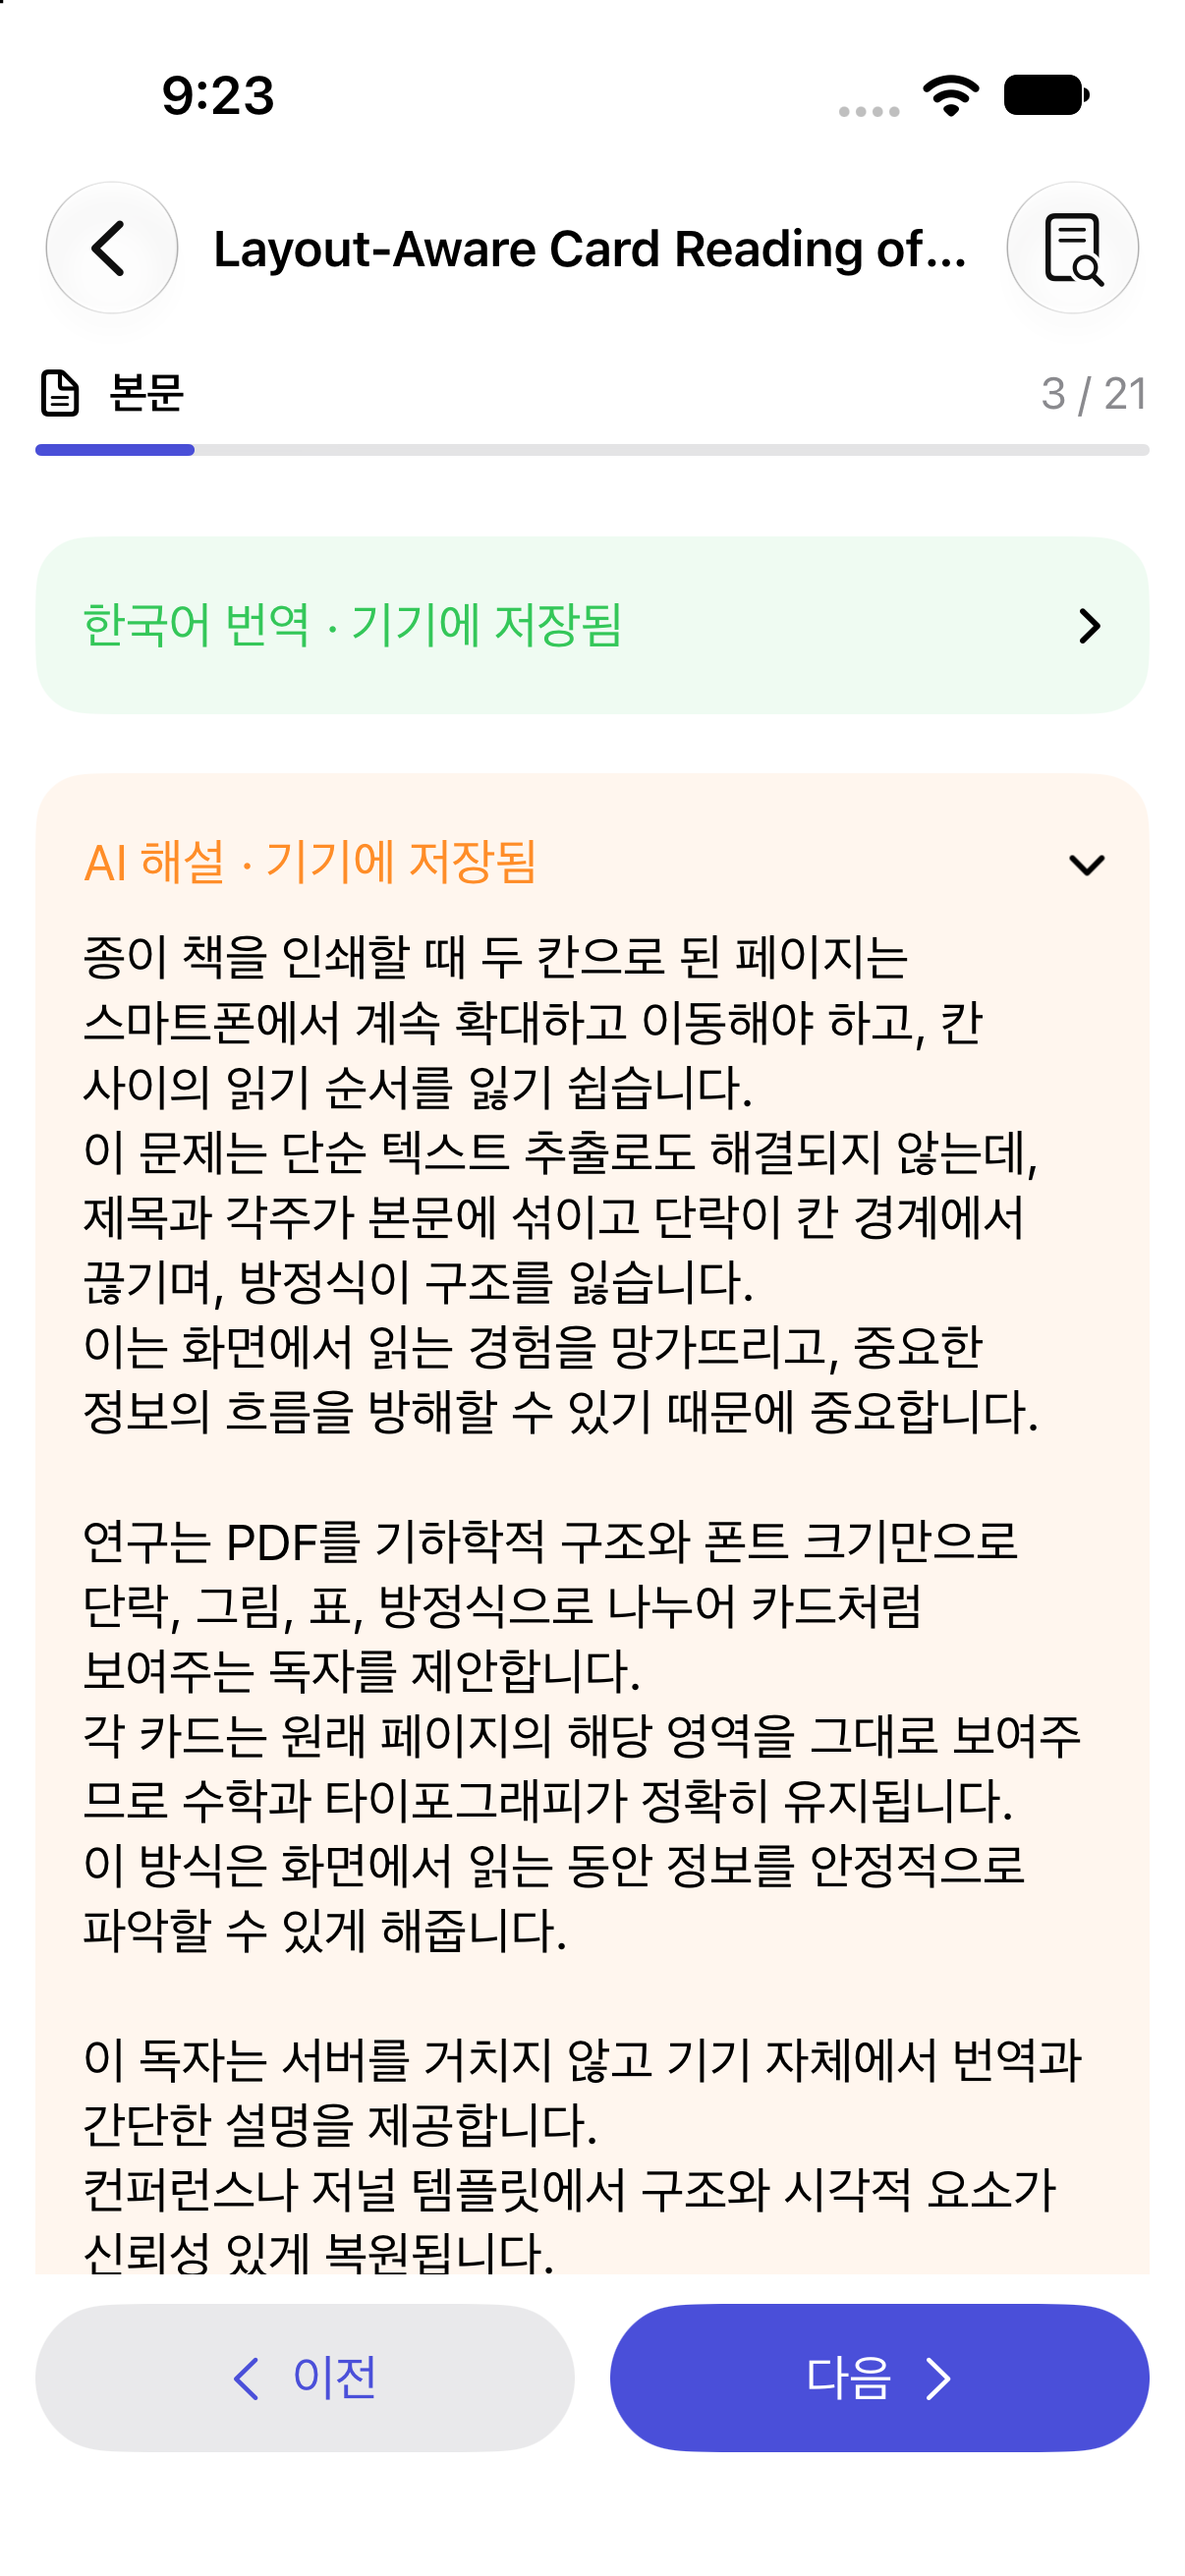 9:23
Layout-Aware Card Reading of...
본문
3 / 21
한국어 번역 · 기기에 저장됨
AI 해설 · 기기에 저장됨
종이 책을 인쇄할 때 두 칸으로 된 페이지는
스마트폰에서 계속 확대하고 이동해야 하고, 칸
사이의 읽기 순서를 잃기 쉽습니다.
이 문제는 단순 텍스트 추출로도 해결되지 않는데,
제목과 각주가 본문에 섞이고 단락이 칸 경계에서
끊기며, 방정식이 구조를 잃습니다.
이는 화면에서 읽는 경험을 망가뜨리고, 중요한
정보의 흐름을 방해할 수 있기 때문에 중요합니다.
연구는 PDF를 기하학적 구조와 폰트 크기만으로
단락, 그림, 표, 방정식으로 나누어 카드처럼
보여주는 독자를 제안합니다.
각 카드는 원래 페이지의 해당 영역을 그대로 보여주
므로 수학과 타이포그래피가 정확히 유지됩니다.
이 방식은 화면에서 읽는 동안 정보를 안정적으로
파악할 수 있게 해줍니다.
이 독자는 서버를 거치지 않고 기기 자체에서 번역과
간단한 설명을 제공합니다.
컨퍼런스나 저널 템플릿에서 구조와 시각적 요소가
신뢰성 있게 복원됩니다.
이전
다음